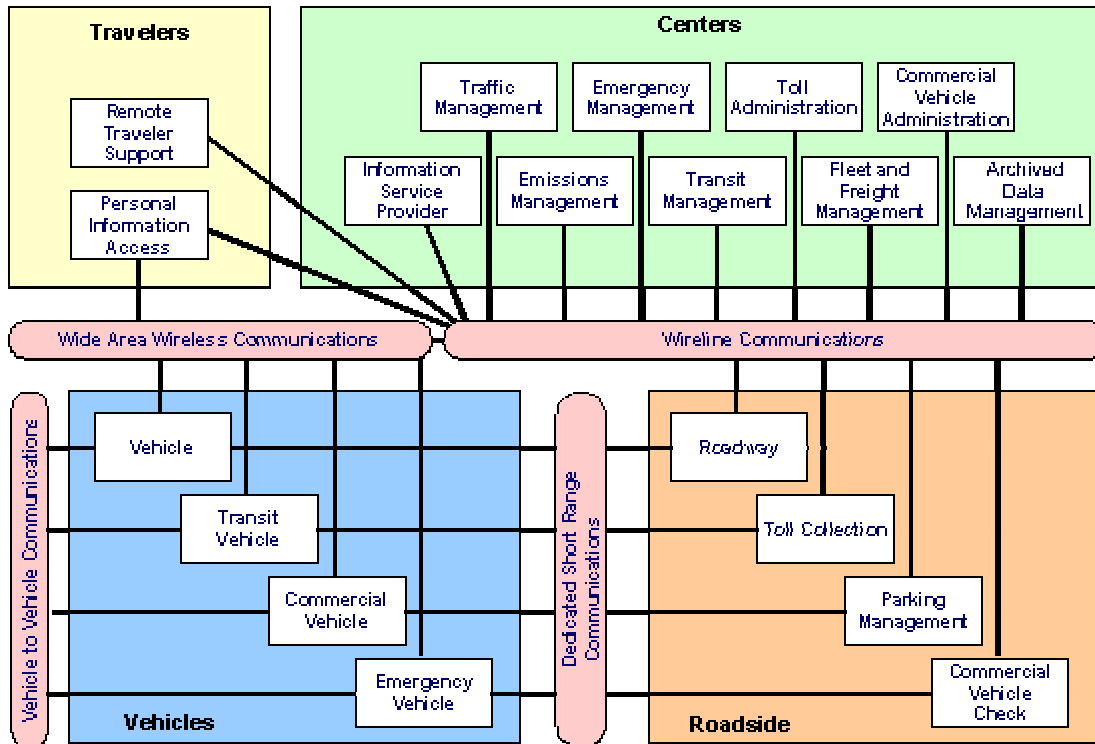 Travelers
Remote
Traveler
Support
Personal
Information
Access
Centers
Traffic
Management
Emergency
Management
Toll
Administration
Commercial
Vehicle
Administration
Information
Service
Provider
Emissions
Management
Transit
Management
Fleet and
Freight
Management
Archived
Data
Management
Wide Area Wireless Communications
Wireline Communications
Vehicle to Vehicle Communications
Vehicle
Transit
Vehicle
Commercial
Vehicle
Emergency
Vehicle
Vehicles
Dedicated Short Range
Communications
Roadway
Toll Collection
Parking
Management
Commercial
Vehicle
Check
Roadside